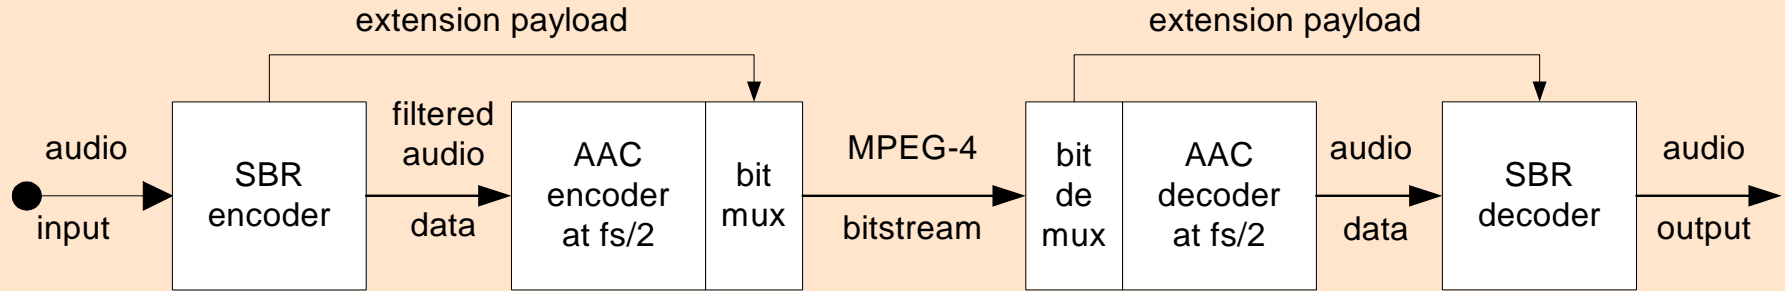 extension payload
extension payload
audio
input
SBR
encoder
filtered
audio
data
AAC
encoder
at fs/2
bit
mux
MPEG-4
bitstream
bit
de
mux
AAC
decoder
at fs/2
audio
data
SBR
decoder
audio
output